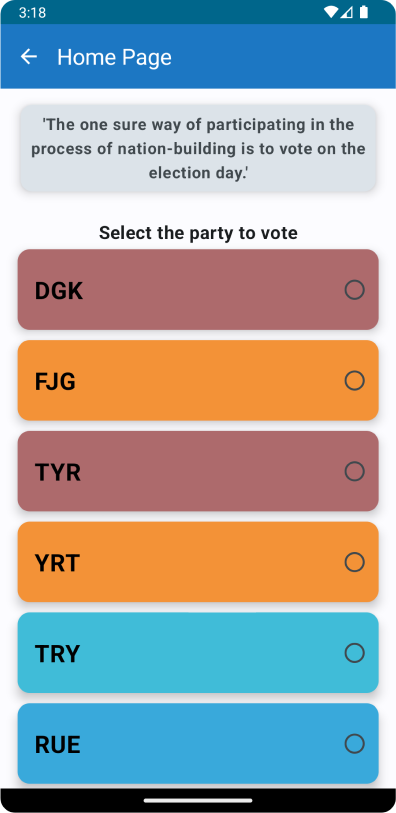 3:18
Home Page
'The one sure way of participating in the
process of nation-building is to vote on the
election day.'
Select the party to vote
DGK
FJG
TYR
YRT
TRY
RUE